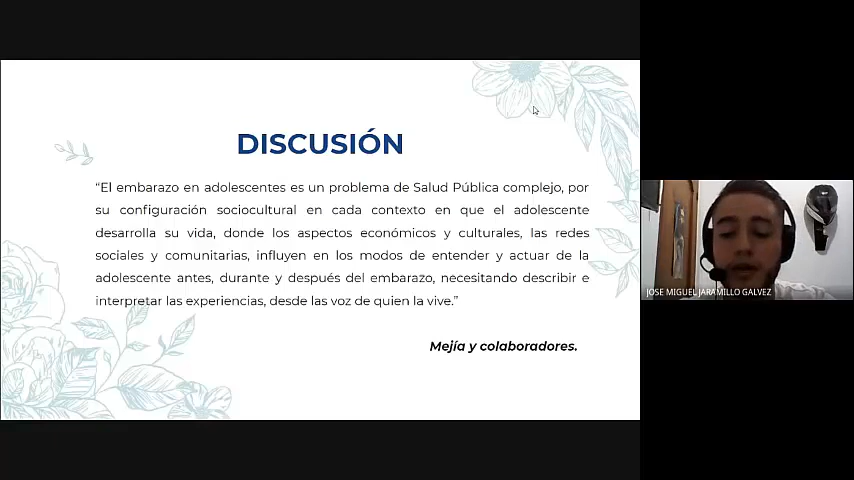 DISCUSIÓN
“El embarazo en adolescentes es un problema de Salud Pública complejo, por
su configuración sociocultural en cada contexto en que el adolescente
desarrolla su vida, donde los aspectos económicos y culturales, las redes
sociales y comunitarias, influyen en los modos de entender y actuar de la
adolescente antes, durante y después del embarazo, necesitando describir e
interpretar las experiencias, desde las voz de quien la vive.”
Mejía y colaboradores.
JOSE MIGUEL JARAMILLO GALVEZ